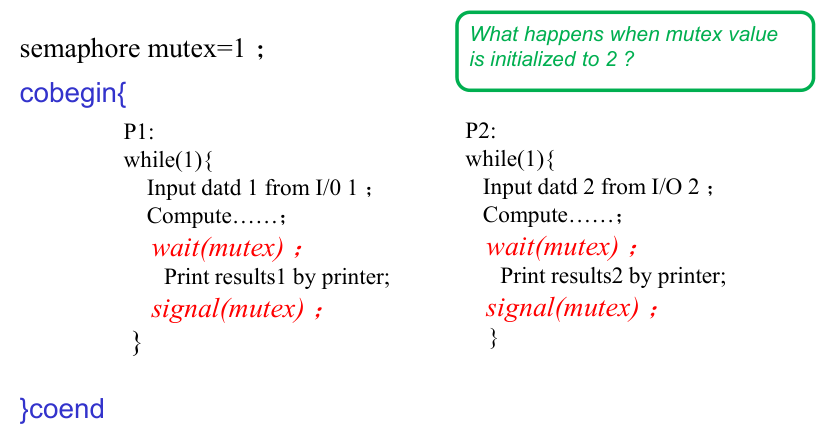 semaphore mutex=1 ；
What happens when mutex value
is initialized to 2 ?
cobegin{
P1:
while(1){
Input datd 1 from I/0 1 ；
Compute……；
wait(mutex) ；
Print results1 by printer;
signal(mutex) ；
}
P2:
while(1){
Input datd 2 from I/O 2 ；
Compute……；
wait(mutex) ；
Print results2 by printer;
signal(mutex) ；
}
}coend